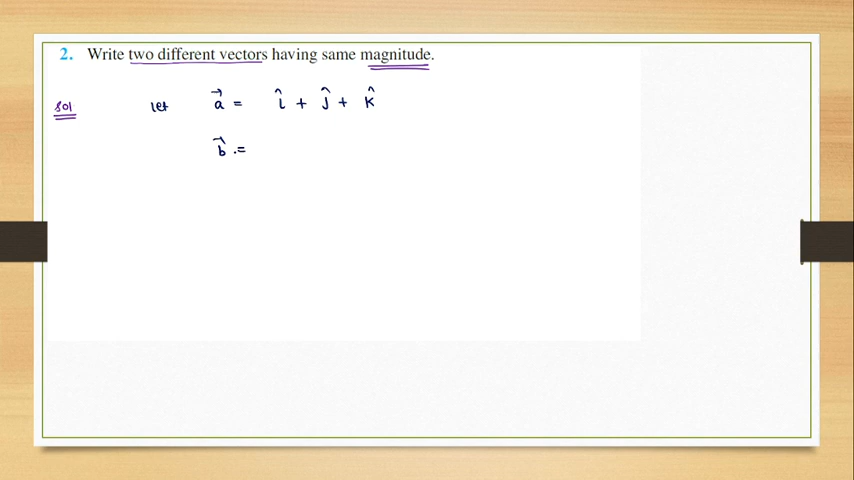 2. Write two different vectors having same magnitude.
Sol let a⃗ = î + ĵ + k̂
b⃗ .=